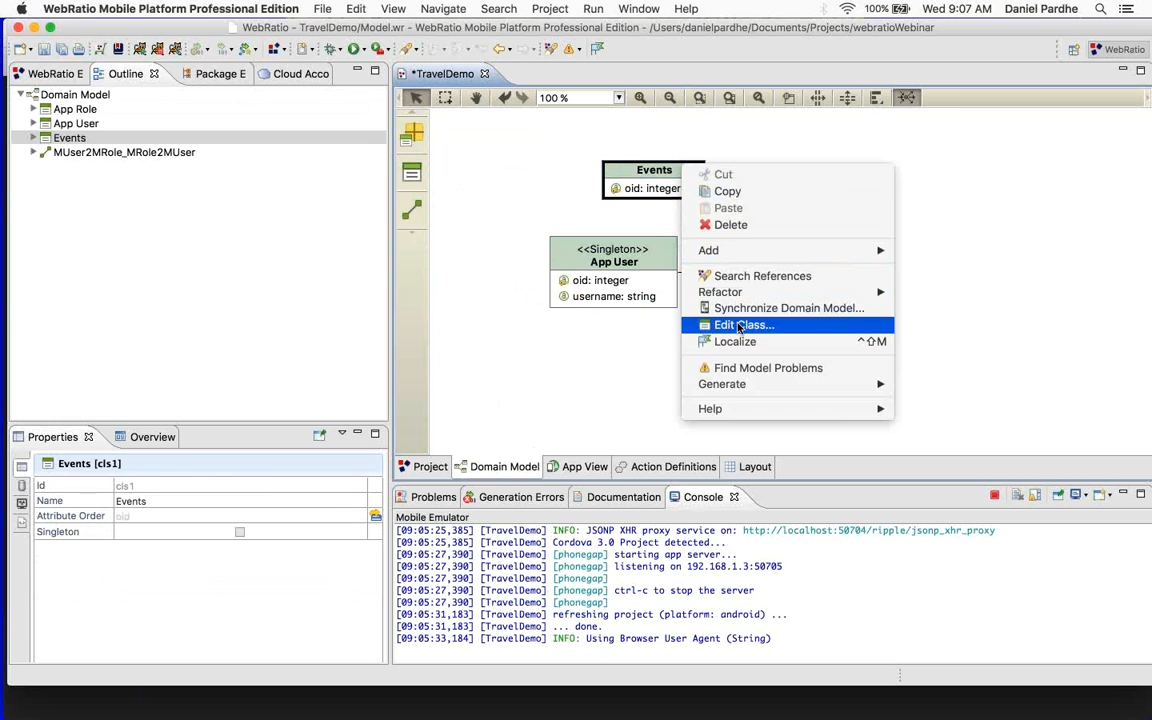 WebRatio Mobile Platform Professional Edition File Edit View Navigate Search Project Run Window Help 100% Wed 9:07 AM Daniel Pardhe
WebRatio - TravelDemo/Model.wr - WebRatio Mobile Platform Professional Edition - /Users/danielpardhe/Documents/Projects/webratioWebinar
WebRatio
WebRatio E Outline Package E Cloud Acco
Domain Model
App Role
App User
Events
MUser2MRole_MRole2MUser
*TravelDemo
100 %
Events
oid: integer
<<Singleton>>
App User
oid: integer
username: string
Cut
Copy
Paste
Delete
Add
Search References
Refactor
Synchronize Domain Model...
Edit Class...
Localize ^⇧M
Find Model Problems
Generate
Help
Project Domain Model App View Action Definitions Layout
Properties Overview
Events [cls1]
Id cls1
Name Events
Attribute Order oid
Singleton
Problems Generation Errors Documentation Console
Mobile Emulator
[09:05:25,385] [TravelDemo] INFO: JSONP XHR proxy service on: http://localhost:50704/ripple/jsonp_xhr_proxy
[09:05:25,385] [TravelDemo] Cordova 3.0 Project detected...
[09:05:27,390] [TravelDemo] [phonegap] starting app server...
[09:05:27,390] [TravelDemo] [phonegap] listening on 192.168.1.3:50705
[09:05:27,390] [TravelDemo] [phonegap]
[09:05:27,390] [TravelDemo] [phonegap] ctrl-c to stop the server
[09:05:27,390] [TravelDemo] [phonegap]
[09:05:31,183] [TravelDemo] refreshing project (platform: android) ...
[09:05:31,183] [TravelDemo] ... done.
[09:05:33,184] [TravelDemo] INFO: Using Browser User Agent (String)